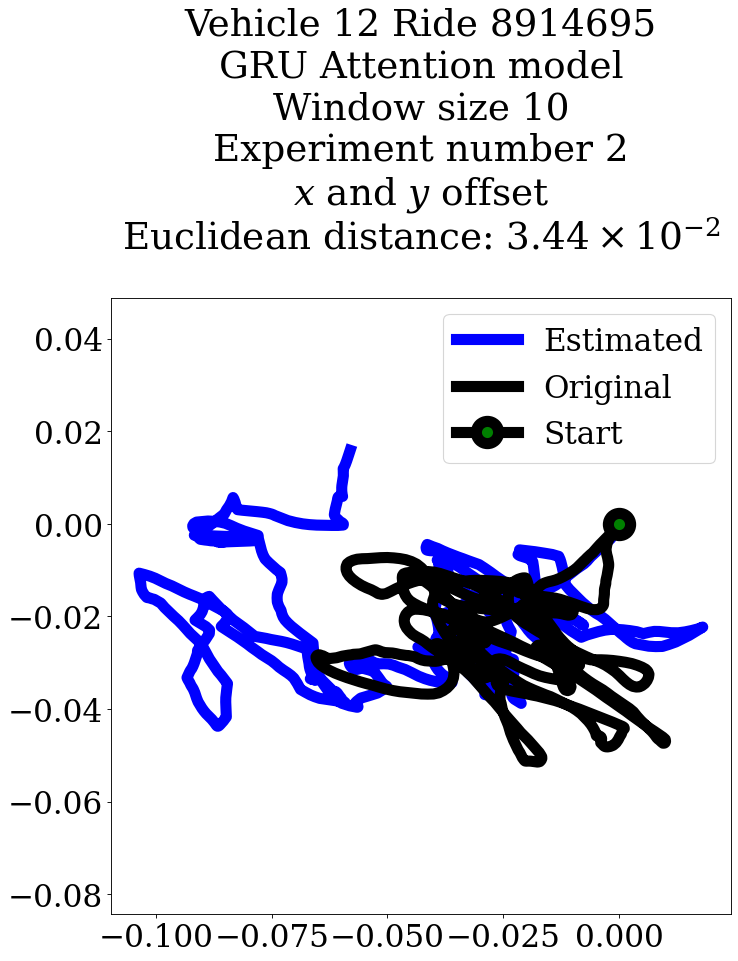 Vehicle 12 Ride 8914695
GRU Attention model
Window size 10
Experiment number 2
x and y offset
Euclidean distance: 3.44 × 10⁻²
Estimated
Original
Start
0.04
0.02
0.00
−0.02
−0.04
−0.06
−0.08
−0.100 −0.075 −0.050 −0.025 0.000